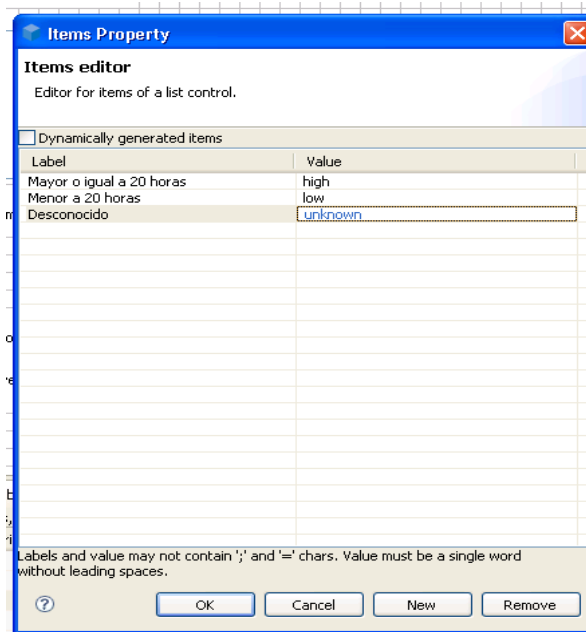 Items Property
Items editor
Editor for items of a list control.
Dynamically generated items
Label Value
Mayor o igual a 20 horas high
Menor a 20 horas low
Desconocido unknown
Labels and value may not contain ';' and '=' chars. Value must be a single word
without leading spaces.
? OK Cancel New Remove